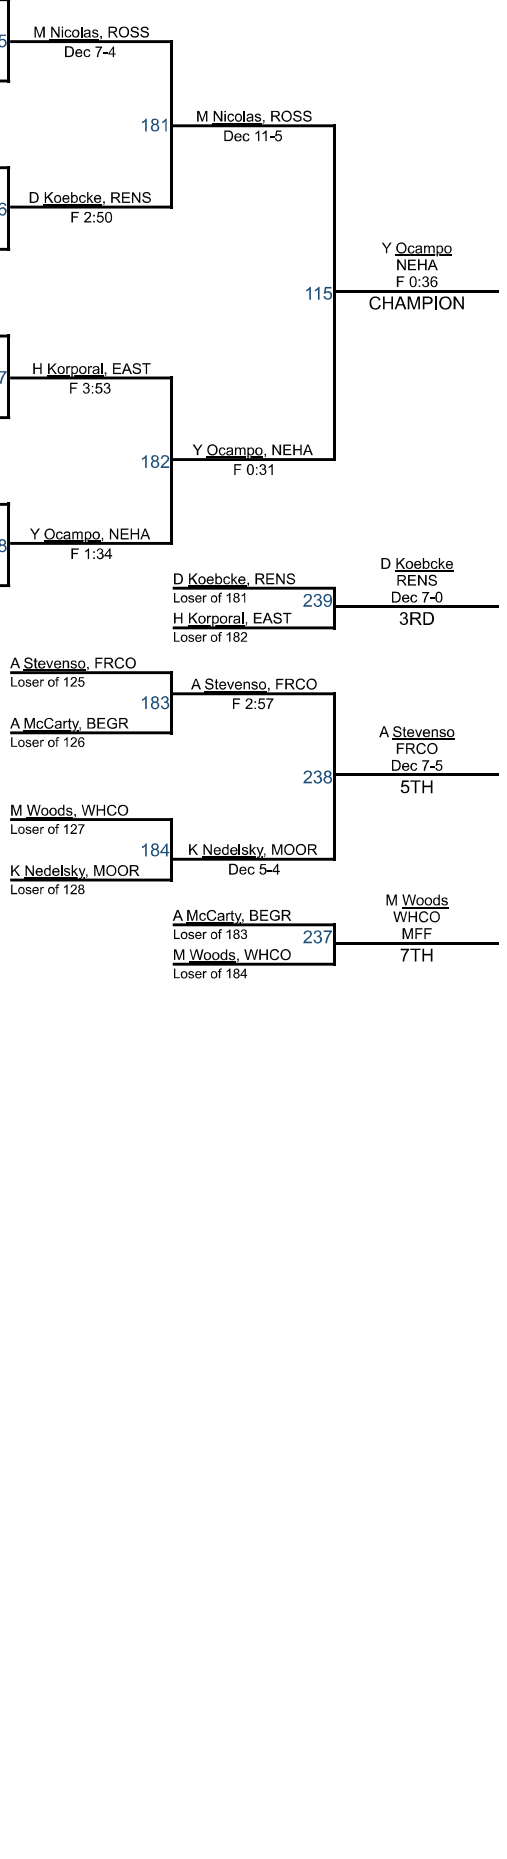 M Nicolas, ROSS
5
Dec 7-4
181
M Nicolas, ROSS
Dec 11-5
D Koebcke, RENS
6
F 2:50
Y Ocampo
NEHA
F 0:36
115
CHAMPION
H Korporal, EAST
7
F 3:53
182
Y Ocampo, NEHA
F 0:31
Y Ocampo, NEHA
8
F 1:34
D Koebcke, RENS
Loser of 181
239
H Korporal, EAST
Loser of 182
D Koebcke
RENS
Dec 7-0
3RD
A Stevenso, FRCO
Loser of 125
183
A McCarty, BEGR
Loser of 126
A Stevenso, FRCO
F 2:57
238
A Stevenso
FRCO
Dec 7-5
5TH
M Woods, WHCO
Loser of 127
184
K Nedelsky, MOOR
Loser of 128
K Nedelsky, MOOR
Dec 5-4
A McCarty, BEGR
Loser of 183
237
M Woods, WHCO
Loser of 184
M Woods
WHCO
MFF
7TH